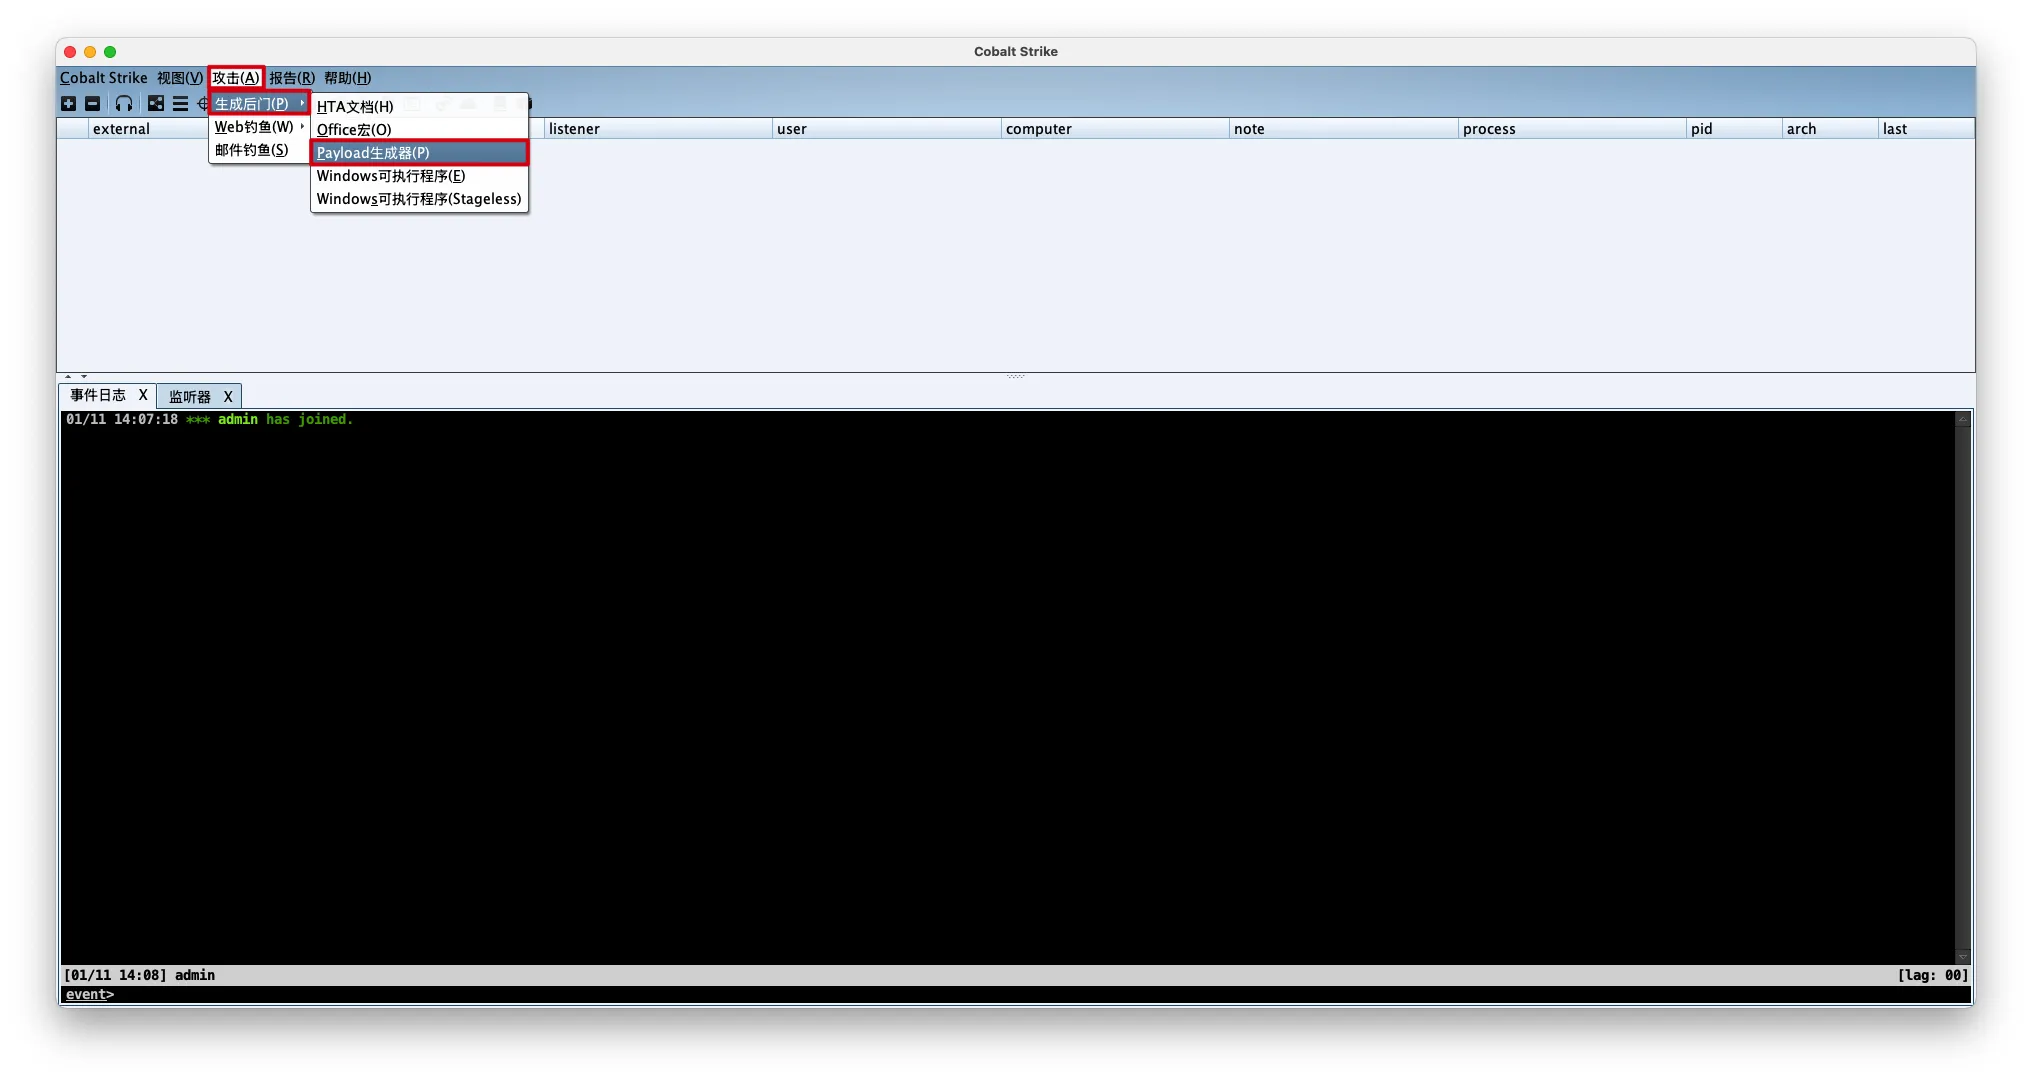 Cobalt Strike
Cobalt Strike 视图(V) 攻击(A) 报告(R) 帮助(H)
生成后门(P)
Web钓鱼(W)
邮件钓鱼(S)
HTA文档(H)
Office宏(O)
Payload生成器(P)
Windows可执行程序(E)
Windows可执行程序(Stageless)
external listener user computer note process pid arch last
事件日志 X 监听器 X
01/11 14:07:18 *** admin has joined.
[01/11 14:08] admin [lag: 00]
event>